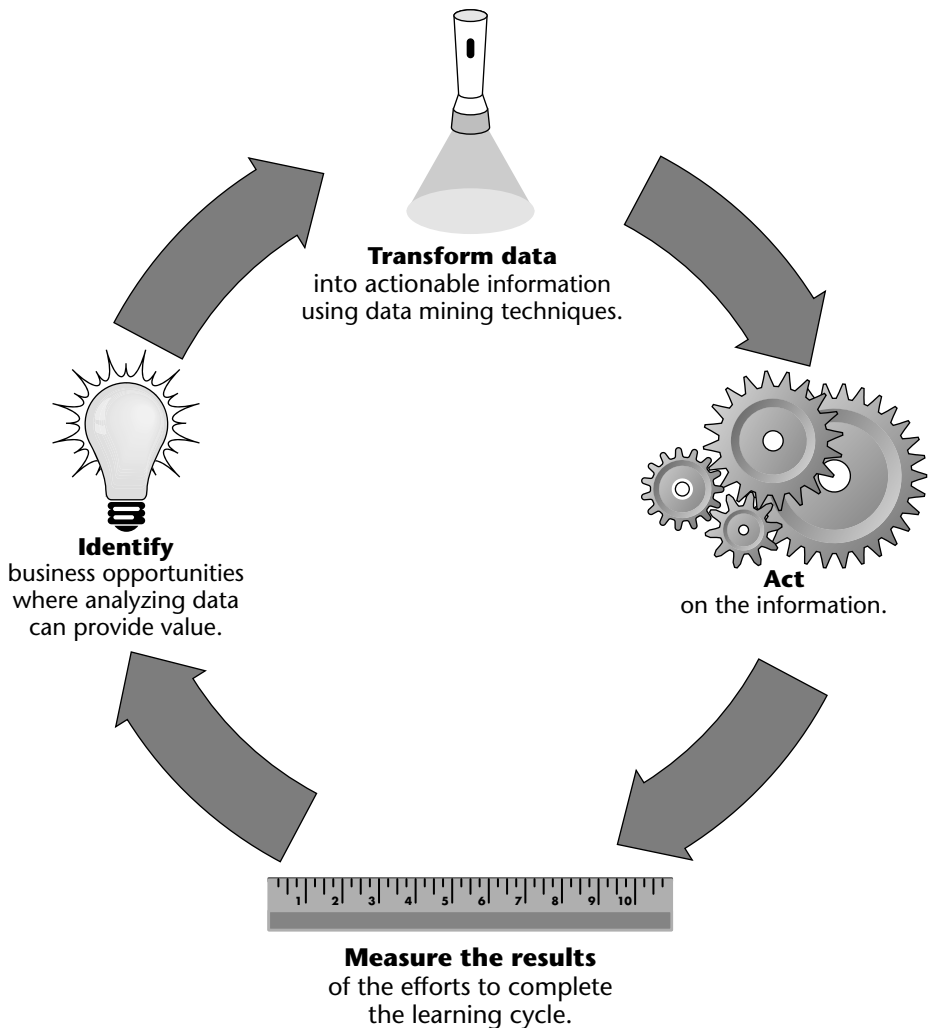 Transform data
into actionable information
using data mining techniques.
Identify
business opportunities
where analyzing data
can provide value.
Act
on the information.
1 2 3 4 5 6 7 8 9 10
Measure the results
of the efforts to complete
the learning cycle.